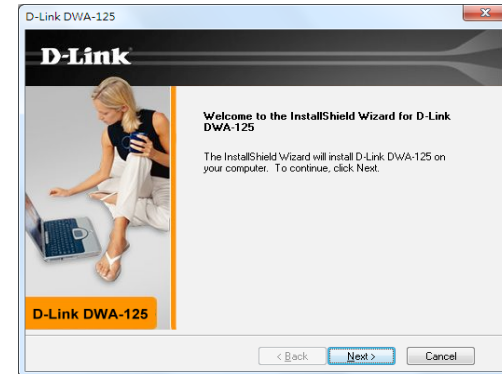 D-Link DWA-125
D-Link
Welcome to the InstallShield Wizard for D-Link
DWA-125
The InstallShield Wizard will install D-Link DWA-125 on
your computer. To continue, click Next.
D-Link DWA-125
< Back
Next >
Cancel